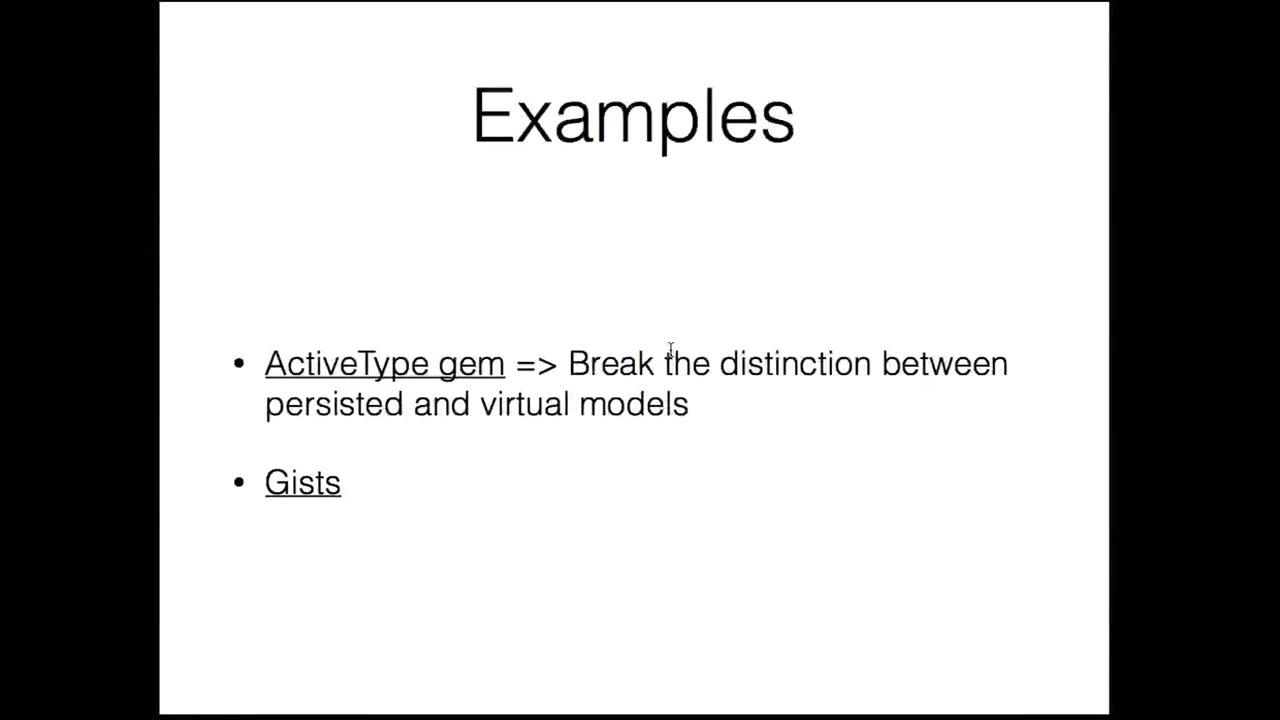 Examples
• ActiveType gem => Break the distinction between
persisted and virtual models
• Gists